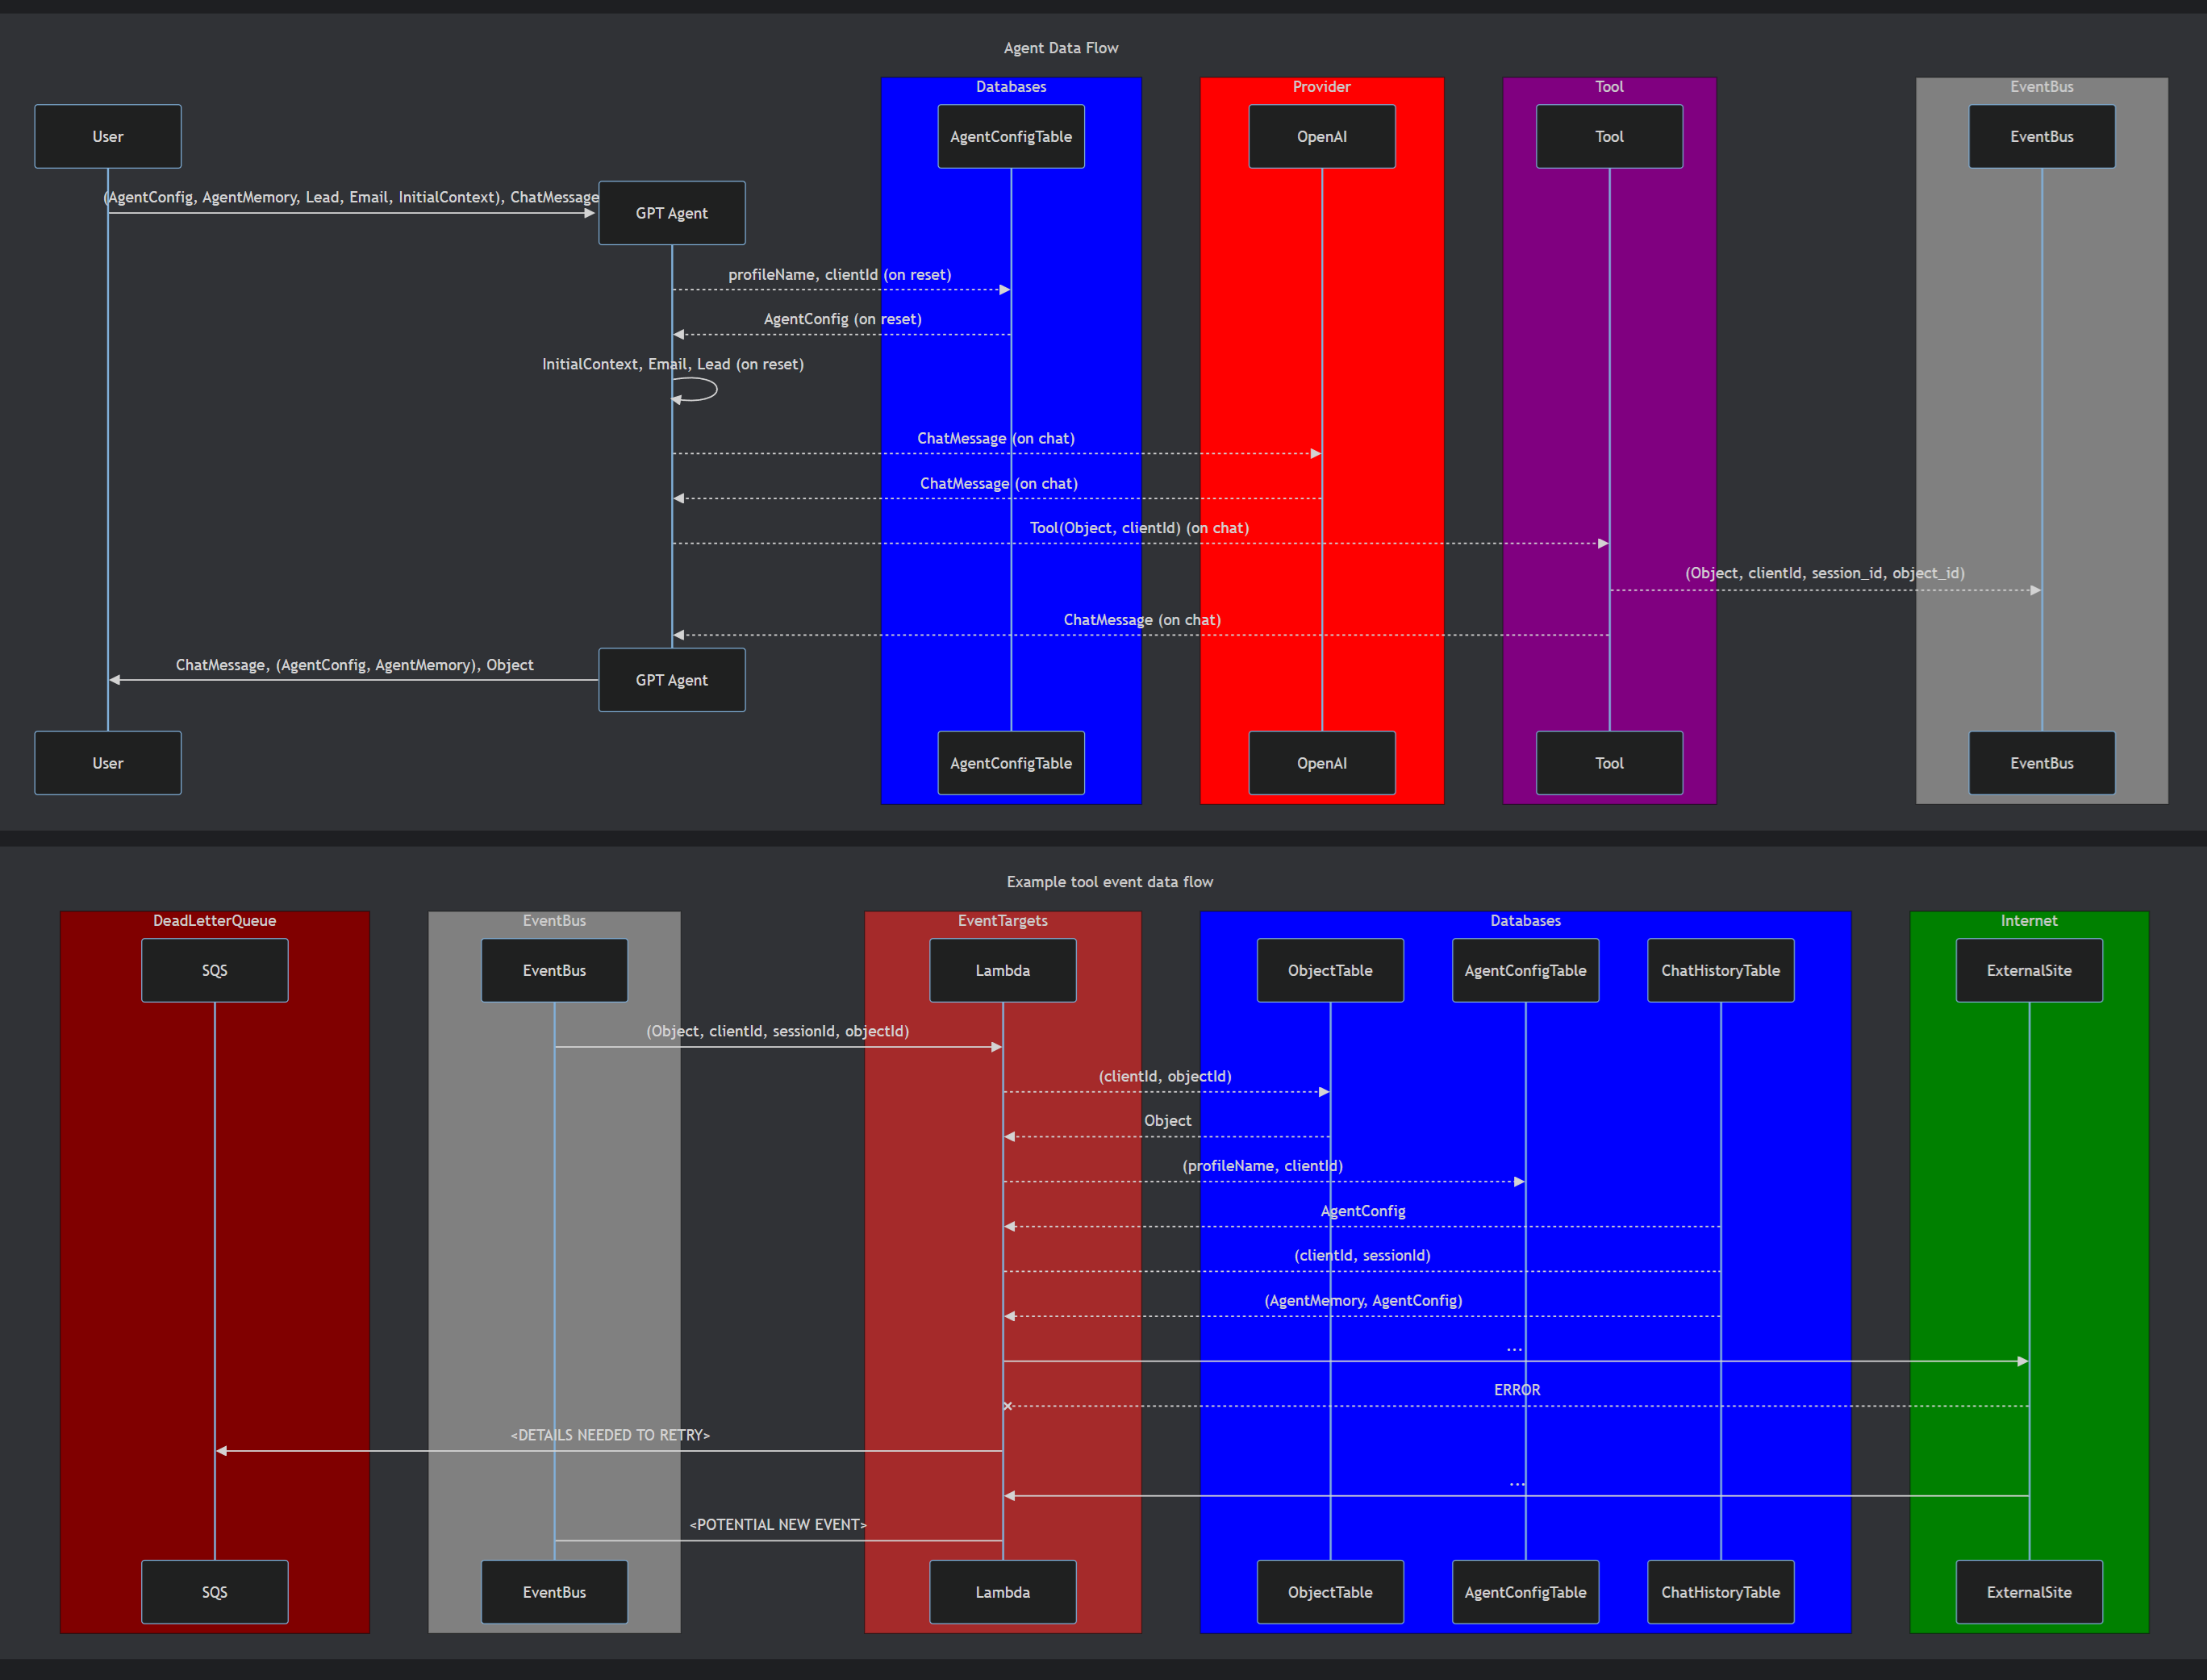 Agent Data Flow
Databases
Provider
Tool
EventBus
User
AgentConfigTable
OpenAI
Tool
EventBus
(AgentConfig, AgentMemory, Lead, Email, InitialContext), ChatMessage
GPT Agent
profileName, clientId (on reset)
AgentConfig (on reset)
InitialContext, Email, Lead (on reset)
ChatMessage (on chat)
ChatMessage (on chat)
Tool(Object, clientId) (on chat)
(Object, clientId, session_id, object_id)
ChatMessage (on chat)
ChatMessage, (AgentConfig, AgentMemory), Object
GPT Agent
User
AgentConfigTable
OpenAI
Tool
EventBus
Example tool event data flow
DeadLetterQueue
EventBus
EventTargets
Databases
Internet
SQS
EventBus
Lambda
ObjectTable
AgentConfigTable
ChatHistoryTable
ExternalSite
(Object, clientId, sessionId, objectId)
(clientId, objectId)
Object
(profileName, clientId)
AgentConfig
(clientId, sessionId)
(AgentMemory, AgentConfig)
...
ERROR
<DETAILS NEEDED TO RETRY>
...
<POTENTIAL NEW EVENT>
SQS
EventBus
Lambda
ObjectTable
AgentConfigTable
ChatHistoryTable
ExternalSite